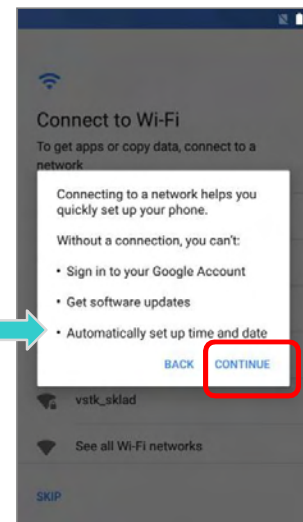 Connect to Wi-Fi
To get apps or copy data, connect to a
network
Connecting to a network helps you
quickly set up your phone.
Without a connection, you can't:
• Sign in to your Google Account
• Get software updates
• Automatically set up time and date
BACK CONTINUE
vstk_sklad
See all Wi-Fi networks
SKIP